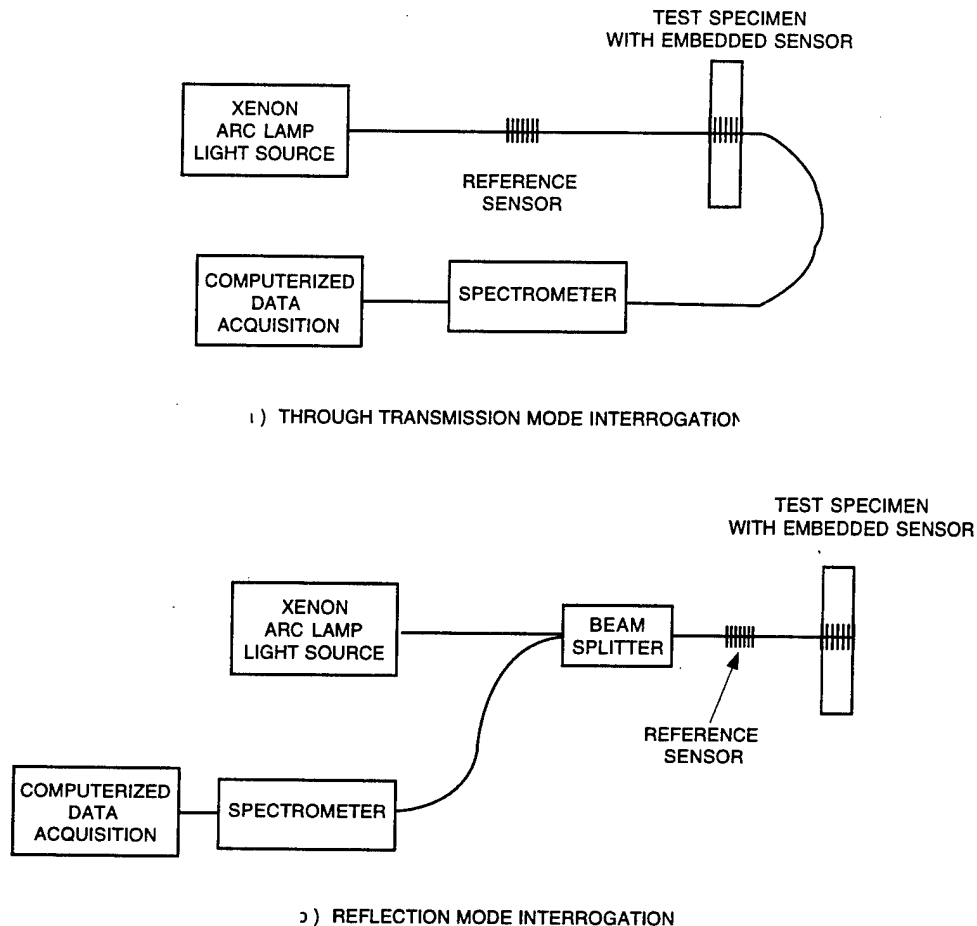 TEST SPECIMEN
WITH EMBEDDED SENSOR
XENON
ARC LAMP
LIGHT SOURCE
REFERENCE
SENSOR
COMPUTERIZED
DATA
ACQUISITION
SPECTROMETER
) THROUGH TRANSMISSION MODE INTERROGATION
TEST SPECIMEN
WITH EMBEDDED SENSOR
XENON
ARC LAMP
LIGHT SOURCE
BEAM
SPLITTER
REFERENCE
SENSOR
COMPUTERIZED
DATA
ACQUISITION
SPECTROMETER
) REFLECTION MODE INTERROGATION